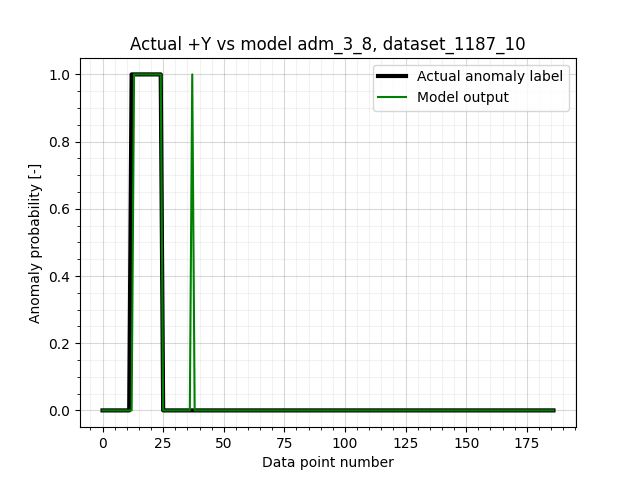 Actual +Y vs model adm_3_8, dataset_1187_10
Actual anomaly label
Model output
Anomaly probability [-]
1.0
0.8
0.6
0.4
0.2
0.0
0 25 50 75 100 125 150 175
Data point number